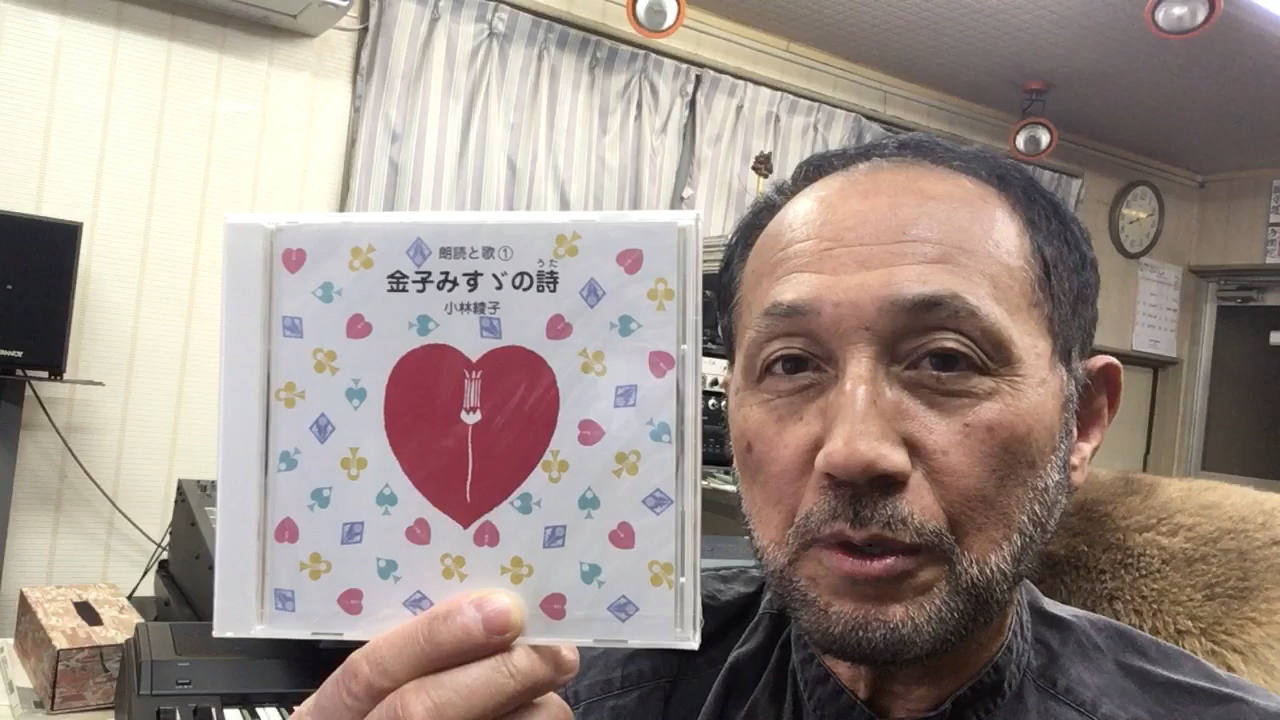 朗読と歌①
金子みすゞの詩
うた
小林綾子